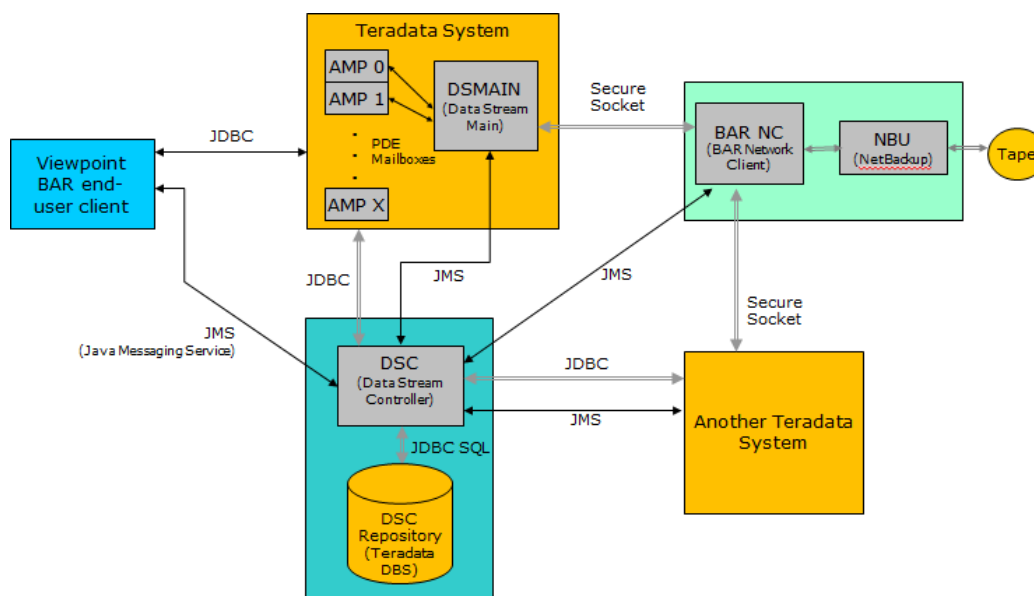 Teradata System
AMP 0
AMP 1
AMP X
PDE
Mailboxes
DSMAIN
(Data Stream
Main)
Secure
Socket
BAR NC
(BAR Network
Client)
NBU
(NetBackup)
Tape
JDBC
Viewpoint
BAR end-
user client
JDBC
JMS
JMS
Secure
Socket
JMS
(Java Messaging
Service)
DSC
(Data Stream
Controller)
JDBC
JMS
Another Teradata
System
JDBC SQL
DSC
Repository
(Teradata
DBS)